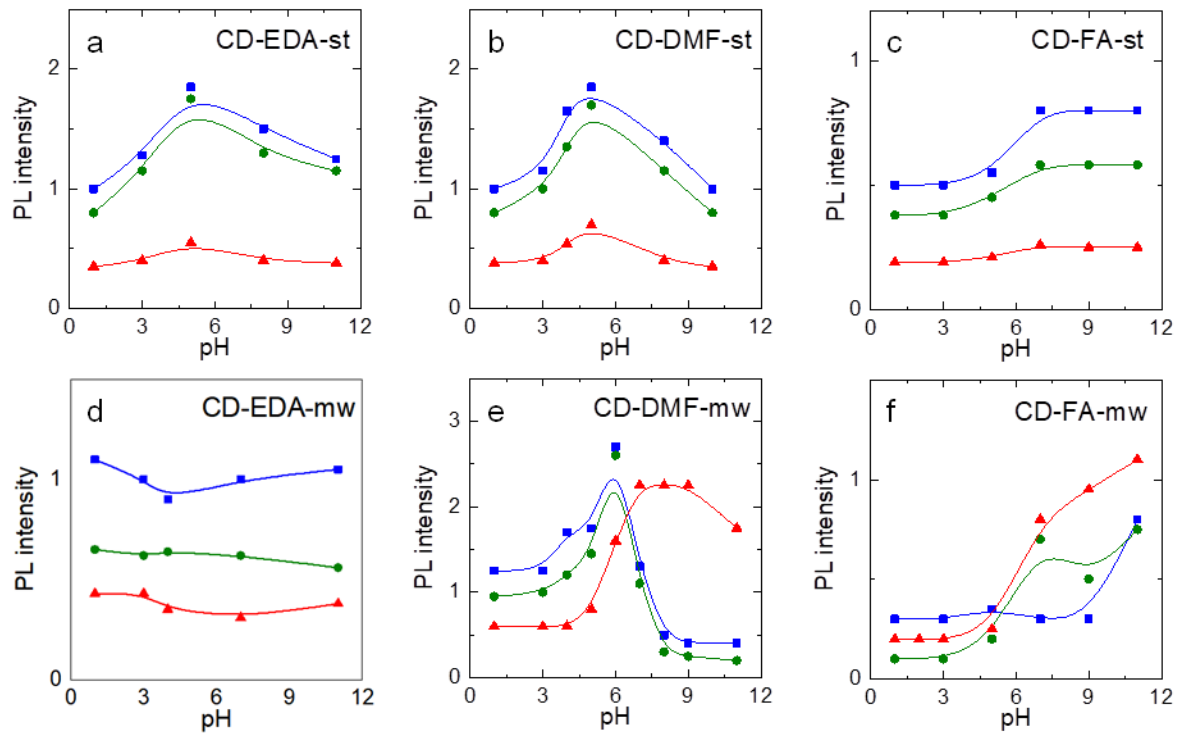 a CD-EDA-st
PL intensity
2
1
0
0 3 6 9 12
pH
b CD-DMF-st
PL intensity
2
1
0
0 3 6 9 12
pH
c CD-FA-st
PL intensity
1
0
0 3 6 9 12
pH
d CD-EDA-mw
PL intensity
1
0
0 3 6 9 12
pH
e CD-DMF-mw
PL intensity
3
2
1
0
0 3 6 9 12
pH
f CD-FA-mw
PL intensity
1
0
0 3 6 9 12
pH